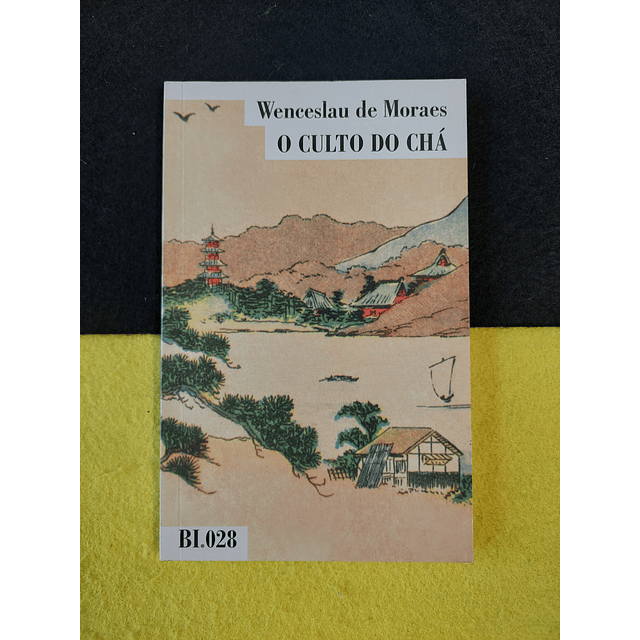 Wenceslau de Moraes
O CULTO DO CHÁ
BI.028